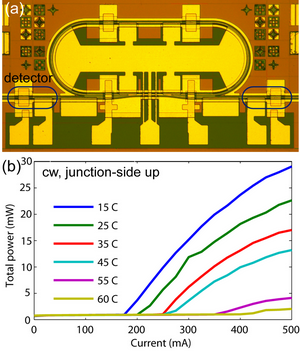 (a)
detector
(b)
cw, junction-side up
30
25
20
15
10
5
0
Total power (mW)
15 C
25 C
35 C
45 C
55 C
60 C
0 100 200 300 400 500
Current (mA)